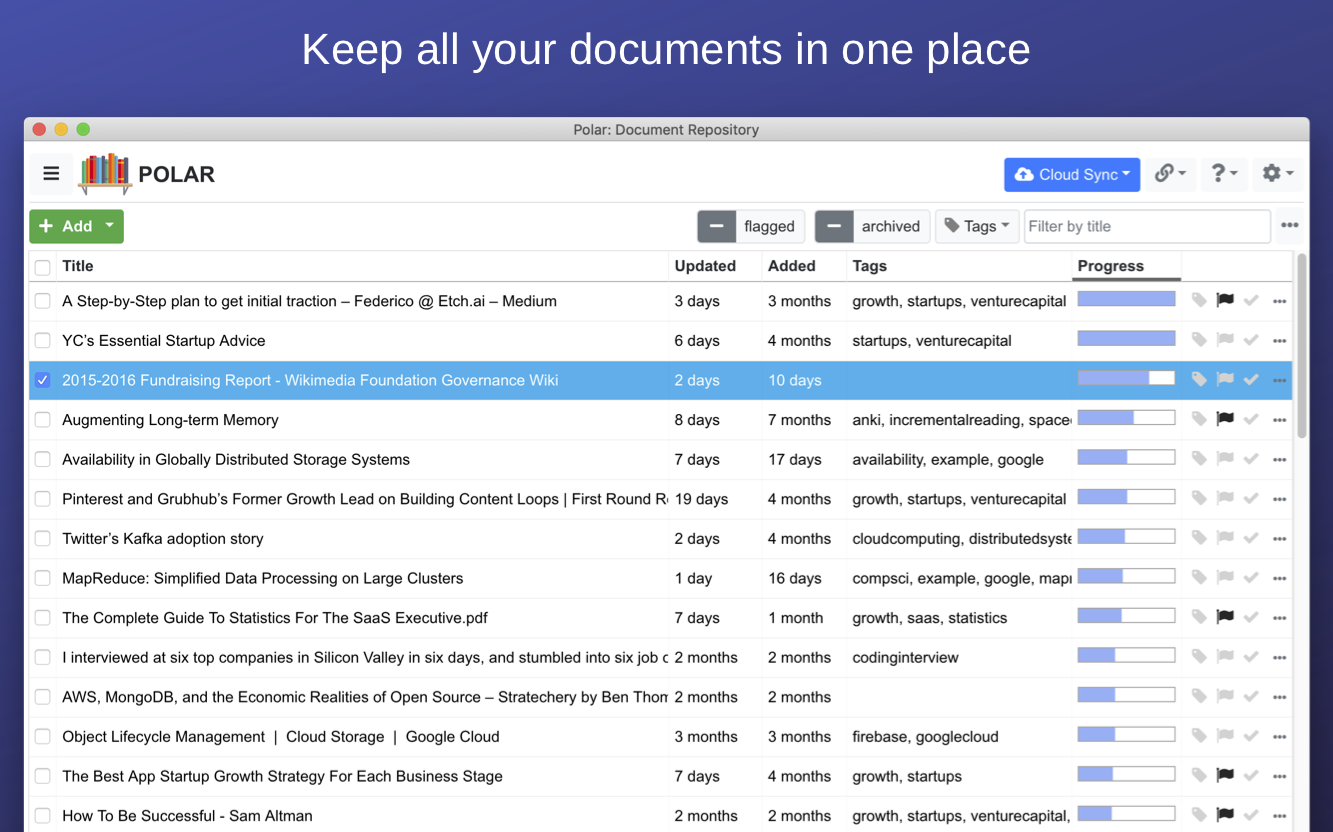 Keep all your documents in one place
Polar: Document Repository
POLAR
Cloud Sync
?
Add
flagged
archived
Tags
Filter by title
Title Updated Added Tags Progress
A Step-by-Step plan to get initial traction – Federico @ Etch.ai – Medium 3 days 3 months growth, startups, venturecapital
YC’s Essential Startup Advice 6 days 4 months startups, venturecapital
2015-2016 Fundraising Report - Wikimedia Foundation Governance Wiki 2 days 10 days
Augmenting Long-term Memory 8 days 7 months anki, incrementalreading, space
Availability in Globally Distributed Storage Systems 7 days 17 days availability, example, google
Pinterest and Grubhub’s Former Growth Lead on Building Content Loops | First Round R 19 days 4 months growth, startups, venturecapital
Twitter’s Kafka adoption story 2 days 4 months cloudcomputing, distributedsyste
MapReduce: Simplified Data Processing on Large Clusters 1 day 16 days compsci, example, google, map
The Complete Guide To Statistics For The SaaS Executive.pdf 7 days 1 month growth, saas, statistics
I interviewed at six top companies in Silicon Valley in six days, and stumbled into six job 2 months 2 months codinginterview
AWS, MongoDB, and the Economic Realities of Open Source – Stratechery by Ben Thom 2 months 2 months
Object Lifecycle Management | Cloud Storage | Google Cloud 3 months 3 months firebase, googlecloud
The Best App Startup Growth Strategy For Each Business Stage 7 days 4 months growth, startups
How To Be Successful - Sam Altman 2 months 2 months growth, startups, venturecapital,